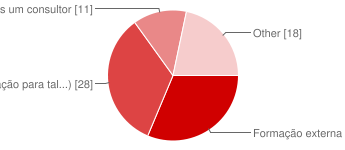 s um consultor [11]
Other [18]
ação para tal...) [28]
Formação externa